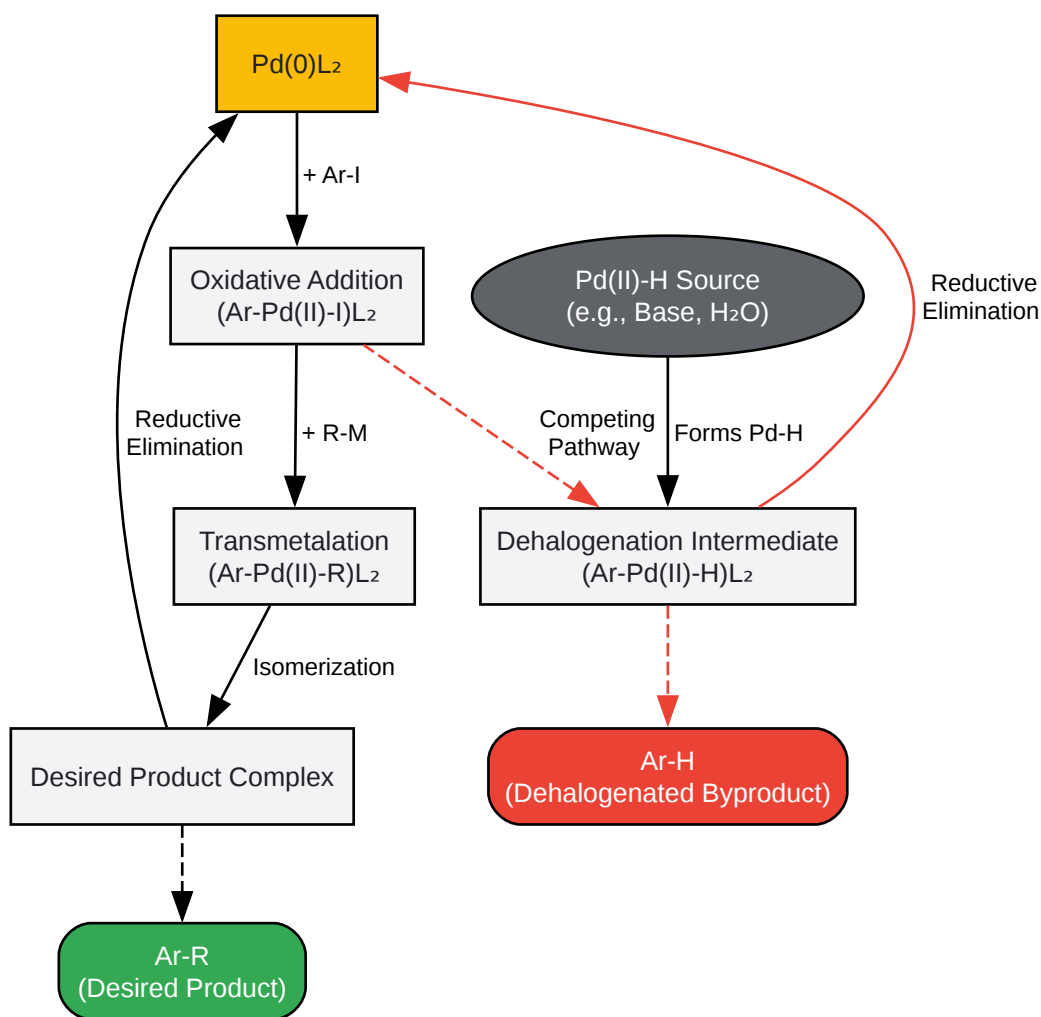 Pd(0)L₂
+ Ar-I
Oxidative Addition
(Ar-Pd(II)-I)L₂
Pd(II)-H Source
(e.g., Base, H₂O)
Reductive
Elimination
Reductive
Elimination
+ R-M
Competing
Pathway
Forms Pd-H
Transmetalation
(Ar-Pd(II)-R)L₂
Dehalogenation Intermediate
(Ar-Pd(II)-H)L₂
Isomerization
Desired Product Complex
Ar-H
(Dehalogenated Byproduct)
Ar-R
(Desired Product)